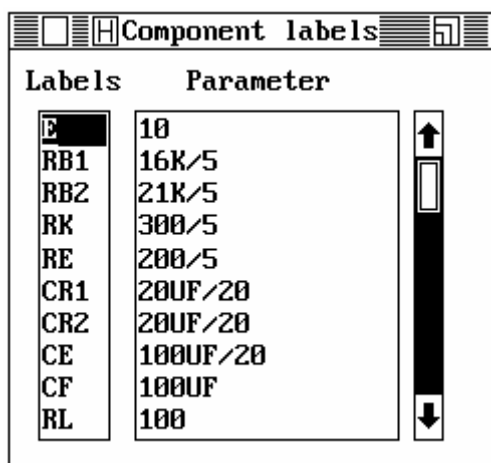 H Component labels
Labels Parameter
E 10
RB1 16K/5
RB2 21K/5
RK 300/5
RE 200/5
CR1 20UF/20
CR2 20UF/20
CE 100UF/20
CF 100UF
RL 100